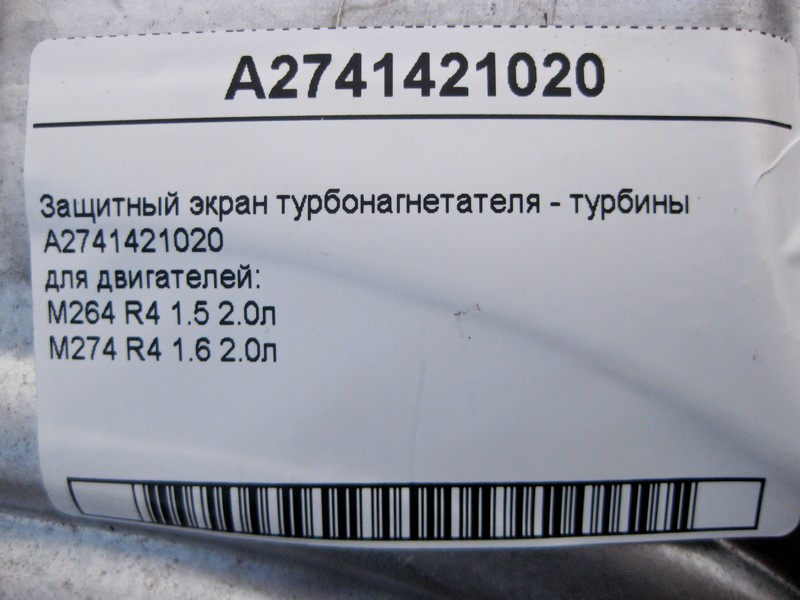 A2741421020
Защитный экран турбонагнетателя - турбины
A2741421020
для двигателей:
M264 R4 1.5 2.0л
M274 R4 1.6 2.0л